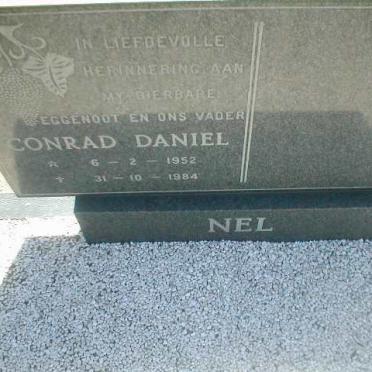 IN LIEFDEVOLLE
HERINNERING AAN
MY DIERBARE
EGGENOOT EN ONS VADER
CONRAD DANIEL
☆ 6 – 2 – 1952
✝ 31 – 10 – 1984
NEL